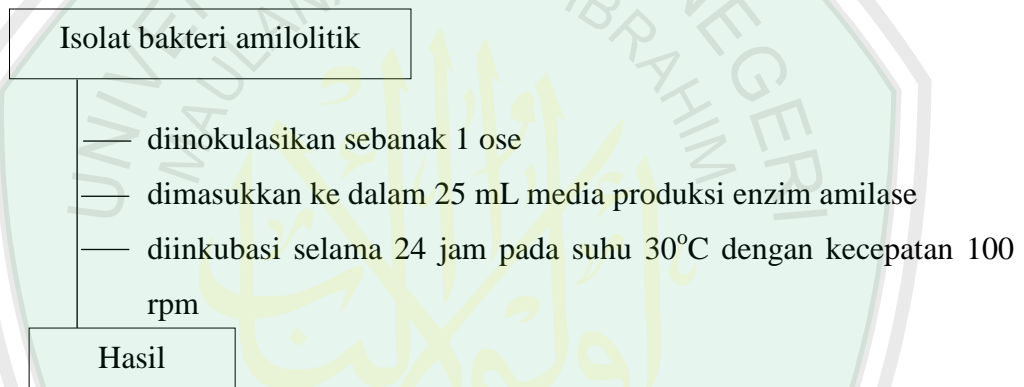 Isolat bakteri amilolitik
diinokulasikan sebanak 1 ose
dimasukkan ke dalam 25 mL media produksi enzim amilase
diinkubasi selama 24 jam pada suhu 30°C dengan kecepatan 100
rpm
Hasil